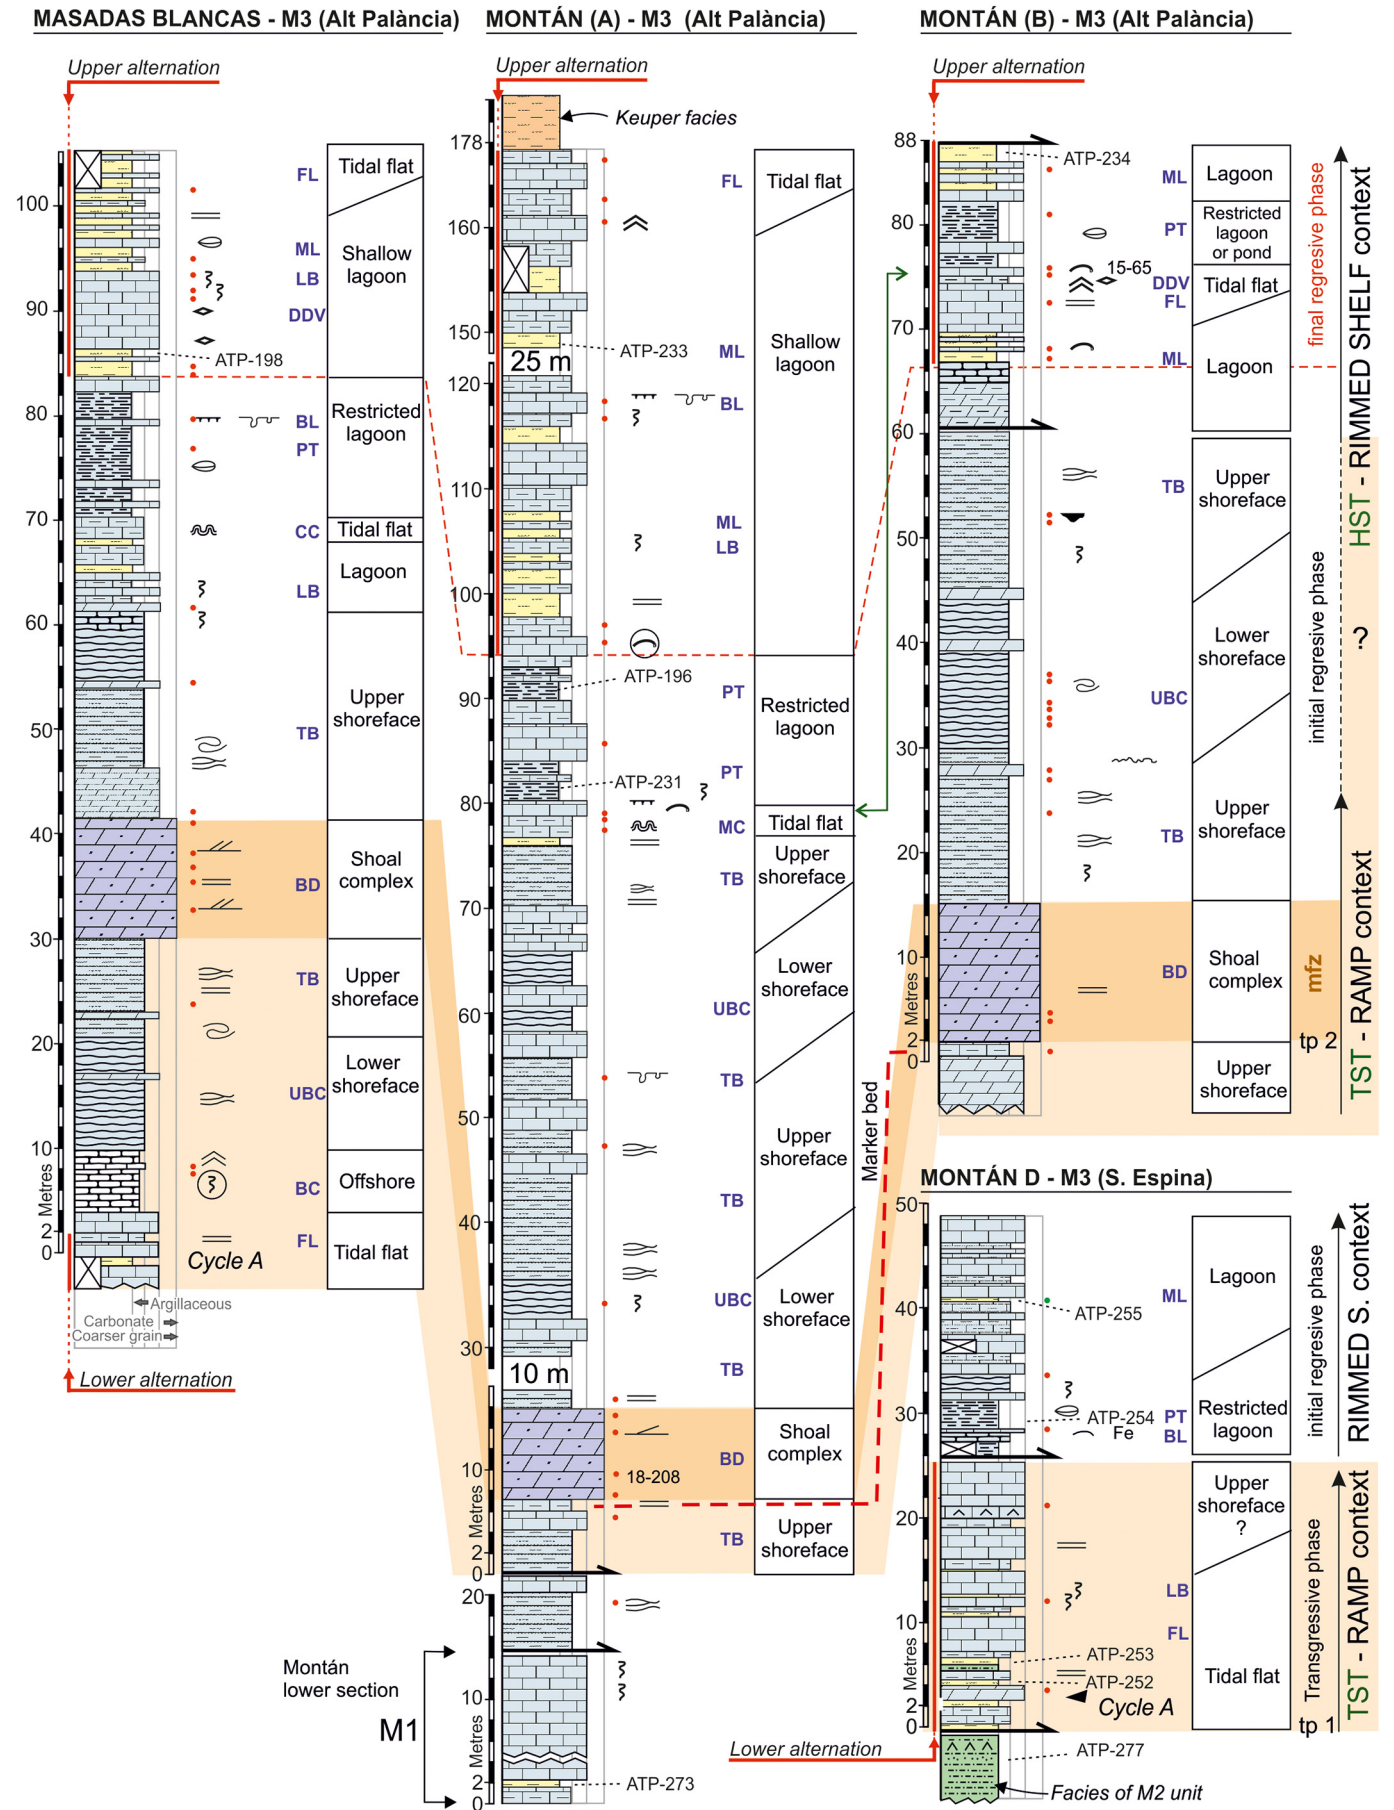 MASADAS BLANCAS - M3 (Alt Palància)
Upper alternation
100
90
80
70
60
50
40
30
20
10
2
0
Metres
ATP-198
FL
ML
LB
DDV
BL
PT
CC
LB
TB
BD
TB
UBC
BC
FL
Tidal flat
Shallow
lagoon
Restricted
lagoon
Tidal flat
Lagoon
Upper
shoreface
Shoal
complex
Upper
shoreface
Lower
shoreface
Offshore
Tidal flat
Cycle A
Argillaceous
Carbonate
Coarser grain
Lower alternation
MONTÁN (A) - M3 (Alt Palància)
Upper alternation
Keuper facies
178
160
150
25 m
120
110
100
90
80
70
60
50
40
30
10 m
10
2
0
Metres
20
10
2
0
Metres
ATP-233
ATP-196
ATP-231
18-208
ATP-273
FL
ML
BL
ML
LB
PT
PT
MC
TB
UBC
TB
TB
UBC
TB
BD
TB
Tidal flat
Shallow
lagoon
Restricted
lagoon
Tidal flat
Upper
shoreface
Lower
shoreface
Upper
shoreface
Lower
shoreface
Shoal
complex
Upper
shoreface
Marker bed
Montán
lower section
M1
MONTÁN (B) - M3 (Alt Palància)
Upper alternation
88
80
70
60
50
40
30
20
10
2
0
Metres
ATP-234
15-65
ML
PT
DDV
FL
ML
TB
UBC
TB
BD
Lagoon
Restricted
lagoon
or pond
Tidal flat
Lagoon
Upper
shoreface
Lower
shoreface
Upper
shoreface
Shoal
complex
Upper
shoreface
final regresive phase
initial regresive phase
HST - RIMMED SHELF context
?
mfz
tp 2
TST - RAMP context
MONTÁN D - M3 (S. Espina)
50
40
30
20
10
2
0
Metres
ATP-255
ATP-254
Fe
ATP-253
ATP-252
Cycle A
ATP-277
Facies of M2 unit
Lower alternation
ML
PT
BL
LB
FL
Lagoon
Restricted
lagoon
Upper
shoreface
?
Tidal flat
initial regresive phase
RIMMED S. context
Transgressive phase
TST - RAMP context
tp 1